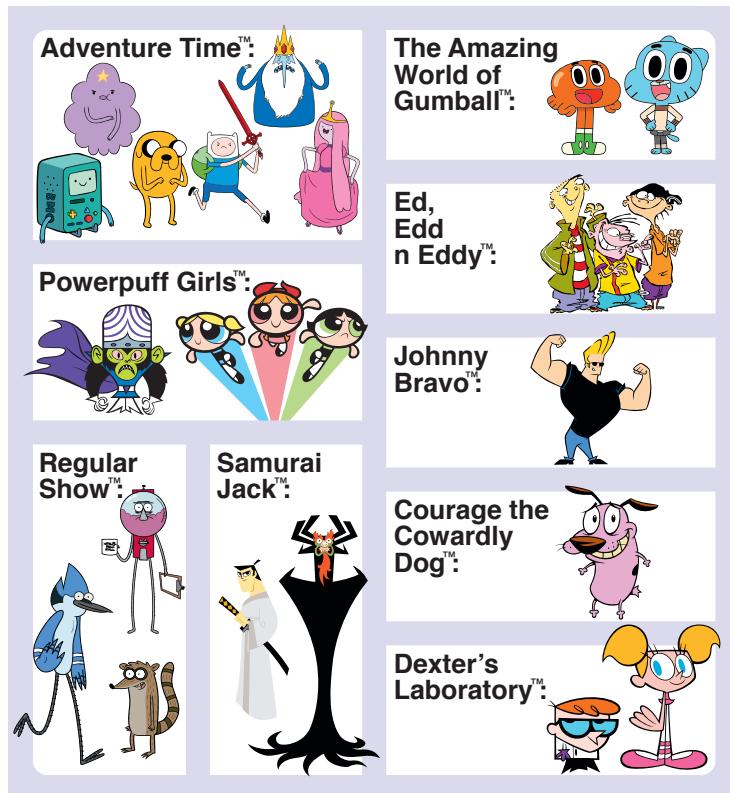 Adventure Time™:
Powerpuff Girls™:
Regular
Show™:
Samurai
Jack™:
The Amazing
World of
Gumball™:
Ed,
Edd
n Eddy™:
Johnny
Bravo™:
Courage the
Cowardly
Dog™:
Dexter's
Laboratory™: